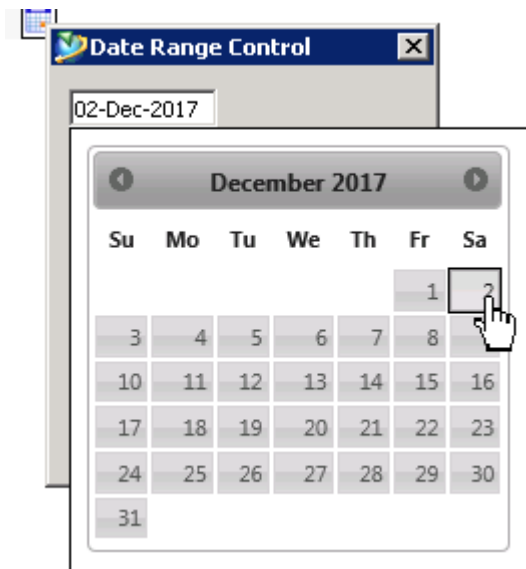 Date Range Control
02-Dec-2017
December 2017
Su Mo Tu We Th Fr Sa
1 2
3 4 5 6 7 8
10 11 12 13 14 15 16
17 18 19 20 21 22 23
24 25 26 27 28 29 30
31